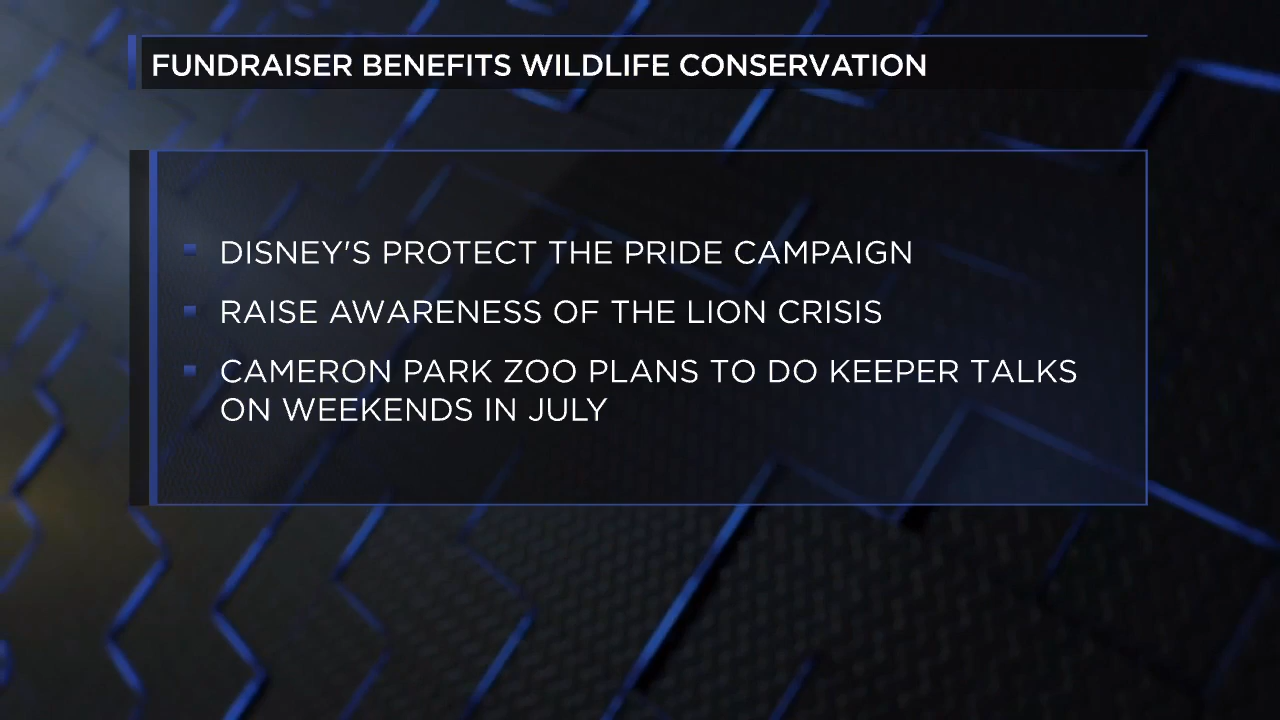 FUNDRAISER BENEFITS WILDLIFE CONSERVATION
DISNEY'S PROTECT THE PRIDE CAMPAIGN
RAISE AWARENESS OF THE LION CRISIS
CAMERON PARK ZOO PLANS TO DO KEEPER TALKS
ON WEEKENDS IN JULY